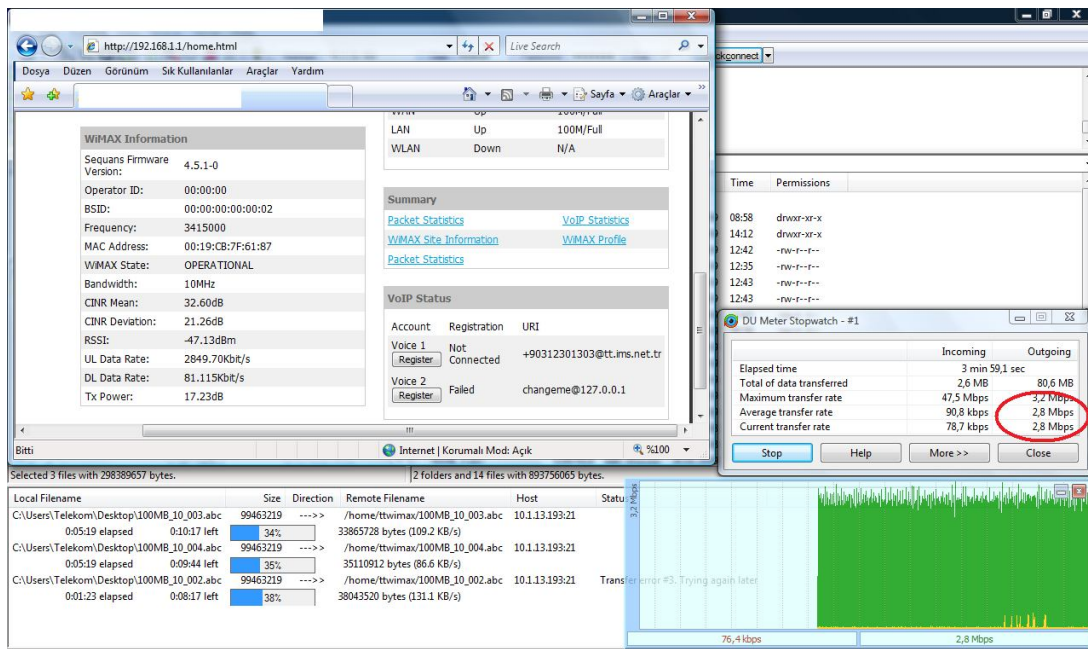 http://192.168.1.1/home.html
Live Search
Dosya Düzen Görünüm Sık Kullanılanlar Araçlar Yardım
Sayfa Araçlar
WiMAX Information
Sequans Firmware Version: 4.5.1-0
Operator ID: 00:00:00
BSID: 00:00:00:00:00:02
Frequency: 3415000
MAC Address: 00:19:CB:7F:61:87
WiMAX State: OPERATIONAL
Bandwidth: 10MHz
CINR Mean: 32.60dB
CINR Deviation: 21.26dB
RSSI: -47.13dBm
UL Data Rate: 2849.70Kbit/s
DL Data Rate: 81.115Kbit/s
Tx Power: 17.23dB
LAN Up 100M/Full
WLAN Down N/A
Summary
Packet Statistics VoIP Statistics
WiMAX Site Information WiMAX Profile
Packet Statistics
VoIP Status
Account Registration URI
Voice 1 Register Not Connected +90312301303@tt.ims.net.tr
Voice 2 Register Failed changeme@127.0.0.1
Bitti
Internet | Korumalı Mod: Açık
%100
Time Permissions
08:58 drwxr-xr-x
14:12 drwxr-xr-x
12:42 -rw-r--r--
12:35 -rw-r--r--
12:43 -rw-r--r--
12:43 -rw-r--r--
DU Meter Stopwatch - #1
Incoming Outgoing
Elapsed time 3 min 59,1 sec
Total of data transferred 2,6 MB 80,6 MB
Maximum transfer rate 47,5 Mbps 3,2 Mbps
Average transfer rate 90,8 kbps 2,8 Mbps
Current transfer rate 78,7 kbps 2,8 Mbps
Stop Help More >> Close
Selected 3 files with 298389657 bytes.
2 folders and 14 files with 893756065 bytes.
Local Filename Size Direction Remote Filename Host
C:\Users\Telekom\Desktop\100MB_10_003.abc 99463219 --->> /home/ttwimax/100MB_10_003.abc 10.1.13.193:21
0:05:19 elapsed 0:10:17 left 34% 33865728 bytes (109.2 KB/s)
C:\Users\Telekom\Desktop\100MB_10_004.abc 99463219 --->> /home/ttwimax/100MB_10_004.abc 10.1.13.193:21
0:05:19 elapsed 0:09:44 left 35% 35110912 bytes (86.6 KB/s)
C:\Users\Telekom\Desktop\100MB_10_002.abc 99463219 --->> /home/ttwimax/100MB_10_002.abc 10.1.13.193:21 Transfer error #3. Trying again later
0:01:23 elapsed 0:08:17 left 38% 38043520 bytes (131.1 KB/s)
3,2 Mbps
76,4 kbps 2,8 Mbps